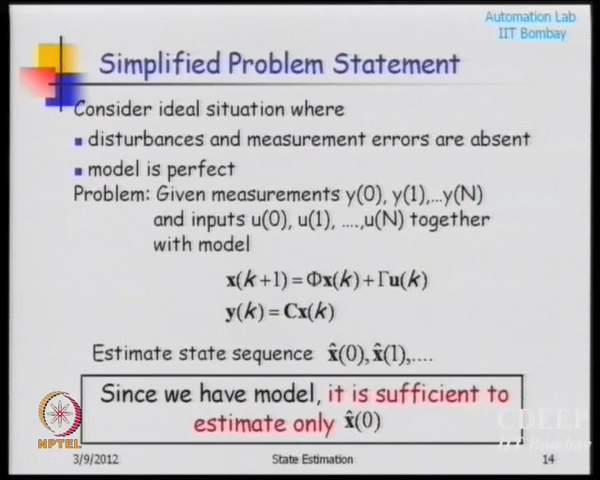 Automation Lab
IIT Bombay
Simplified Problem Statement
Consider ideal situation where
disturbances and measurement errors are absent
model is perfect
Problem: Given measurements y(0), y(1),...y(N)
and inputs u(0), u(1), ....,u(N) together
with model
x(k+1) = Φx(k)+Γu(k)
y(k) = Cx(k)
Estimate state sequence x̂(0), x̂(1),....
Since we have model, it is sufficient to
estimate only x̂(0)
NPTEL
CDEEP
IIT Bombay
3/9/2012
State Estimation
14